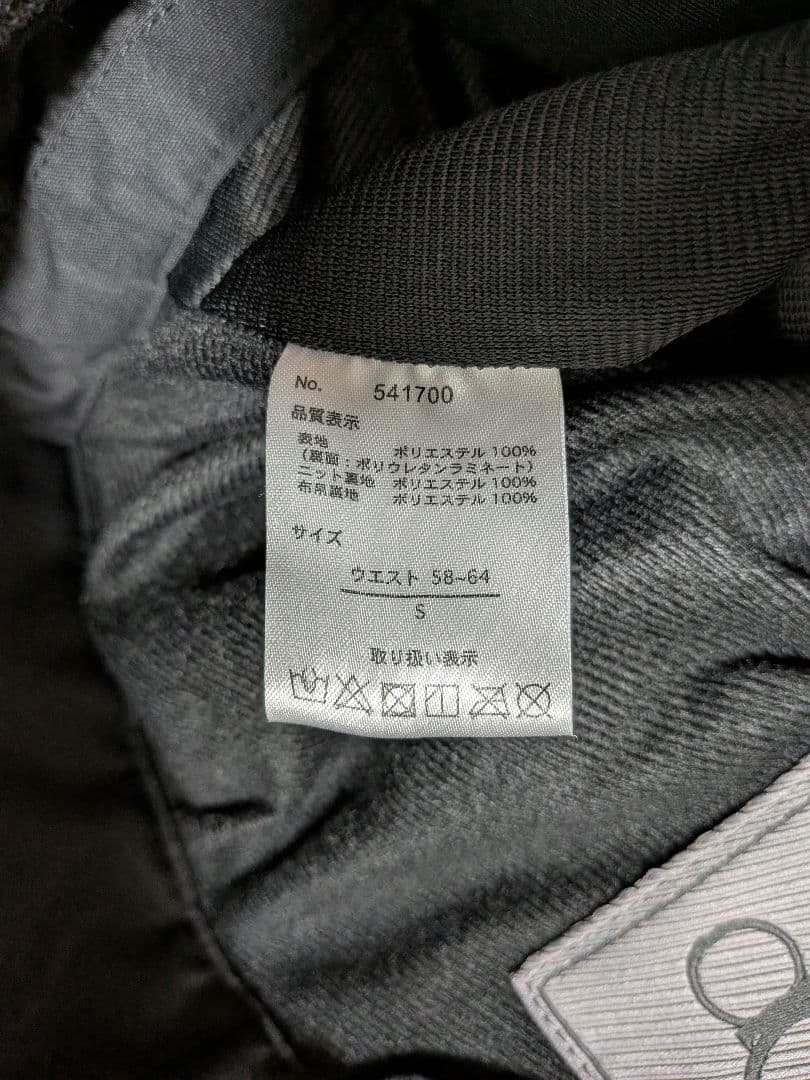 No. 541700
品質表示
表地 ポリエステル 100%
(裏面：ポリウレタンラミネート)
ニット裏地 ポリエステル 100%
布帛裏地 ポリエステル 100%
サイズ
ウエスト 58~64
S
取り扱い表示